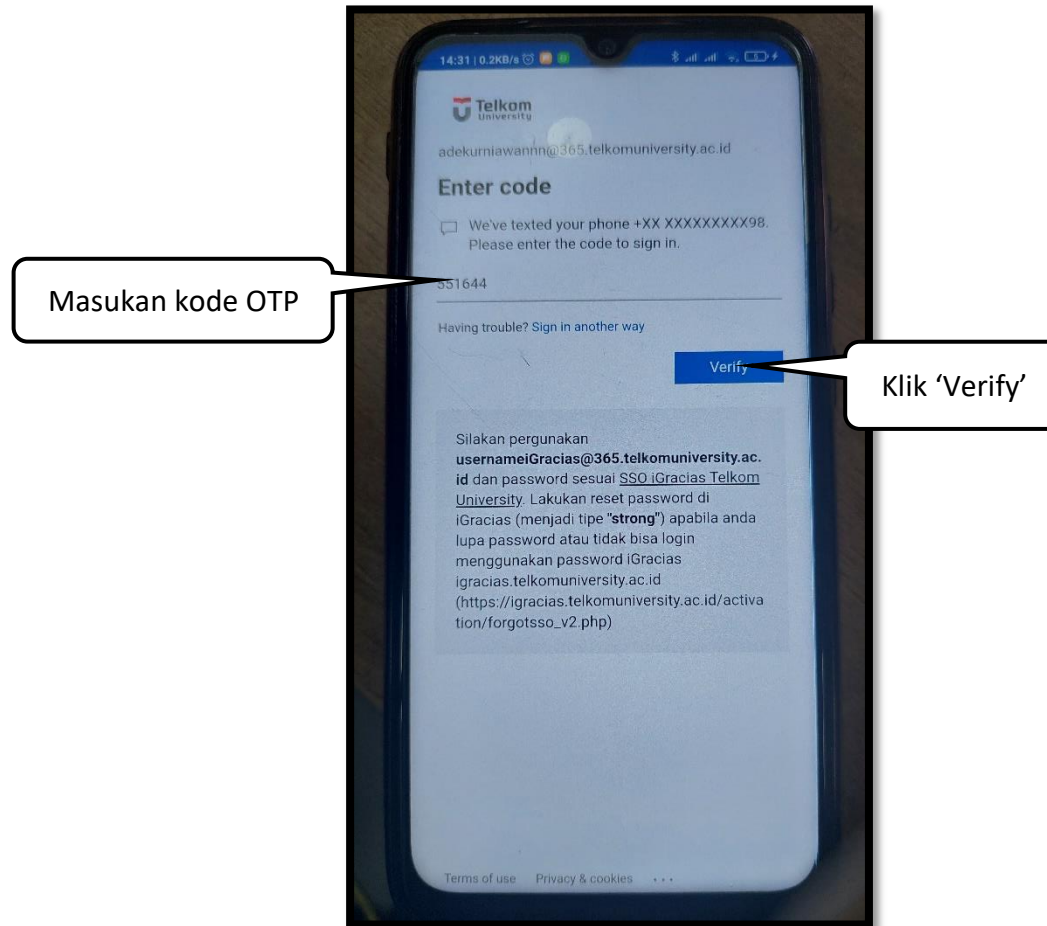 14:31 | 0.2KB/s
Telkom
University
adekurniawannn@365.telkomuniversity.ac.id
Enter code
We've texted your phone +XX XXXXXXXXX98.
Please enter the code to sign in.
Masukan kode OTP
551644
Having trouble? Sign in another way
Verify
Klik ‘Verify’
Silakan pergunakan
usernameiGracias@365.telkomuniversity.ac.
id dan password sesuai SSO iGracias Telkom
University. Lakukan reset password di
iGracias (menjadi tipe "strong") apabila anda
lupa password atau tidak bisa login
menggunakan password iGracias
igracias.telkomuniversity.ac.id
(https://igracias.telkomuniversity.ac.id/activa
tion/forgotsso_v2.php)
Terms of use Privacy & cookies ...